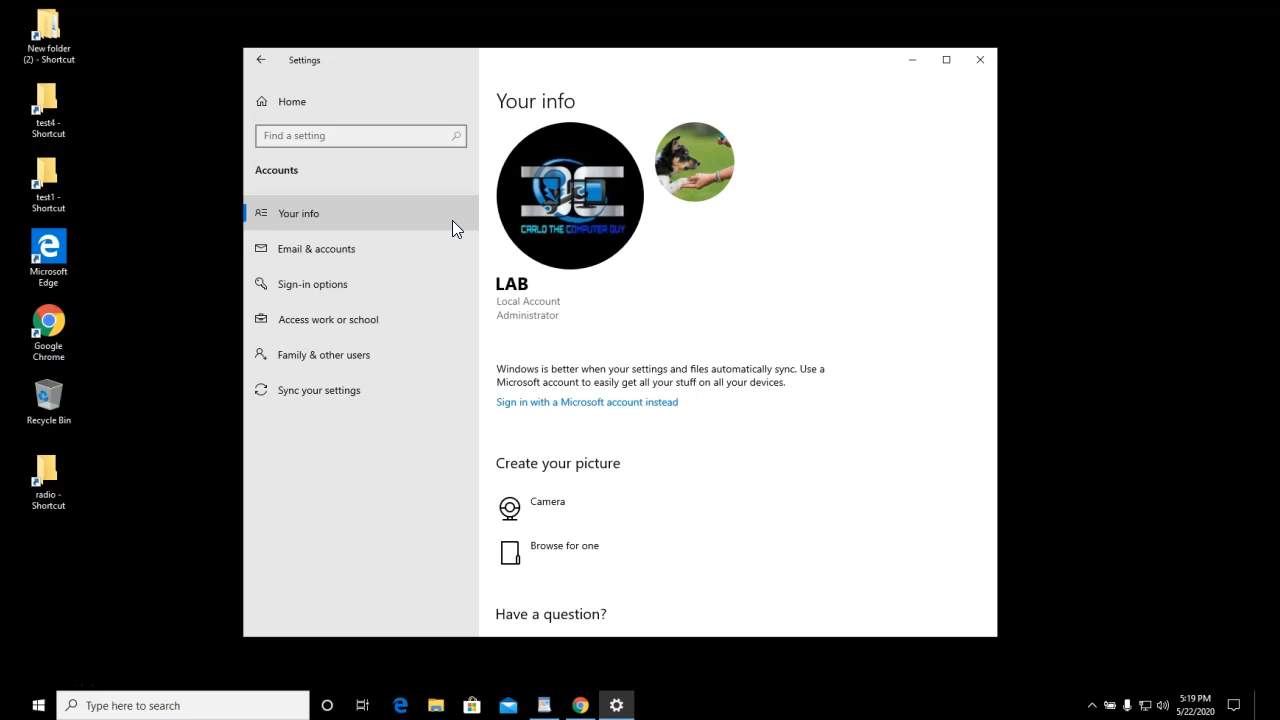 New folder
(2) - Shortcut
test4 -
Shortcut
test1 -
Shortcut
Microsoft
Edge
Google
Chrome
Recycle Bin
radio -
Shortcut
Settings
Home
Find a setting
Accounts
Your info
Email & accounts
Sign-in options
Access work or school
Family & other users
Sync your settings
Your info
CARLO THE COMPUTER GUY
LAB
Local Account
Administrator
Windows is better when your settings and files automatically sync. Use a
Microsoft account to easily get all your stuff on all your devices.
Sign in with a Microsoft account instead
Create your picture
Camera
Browse for one
Have a question?
Type here to search
5:19 PM
5/22/2020